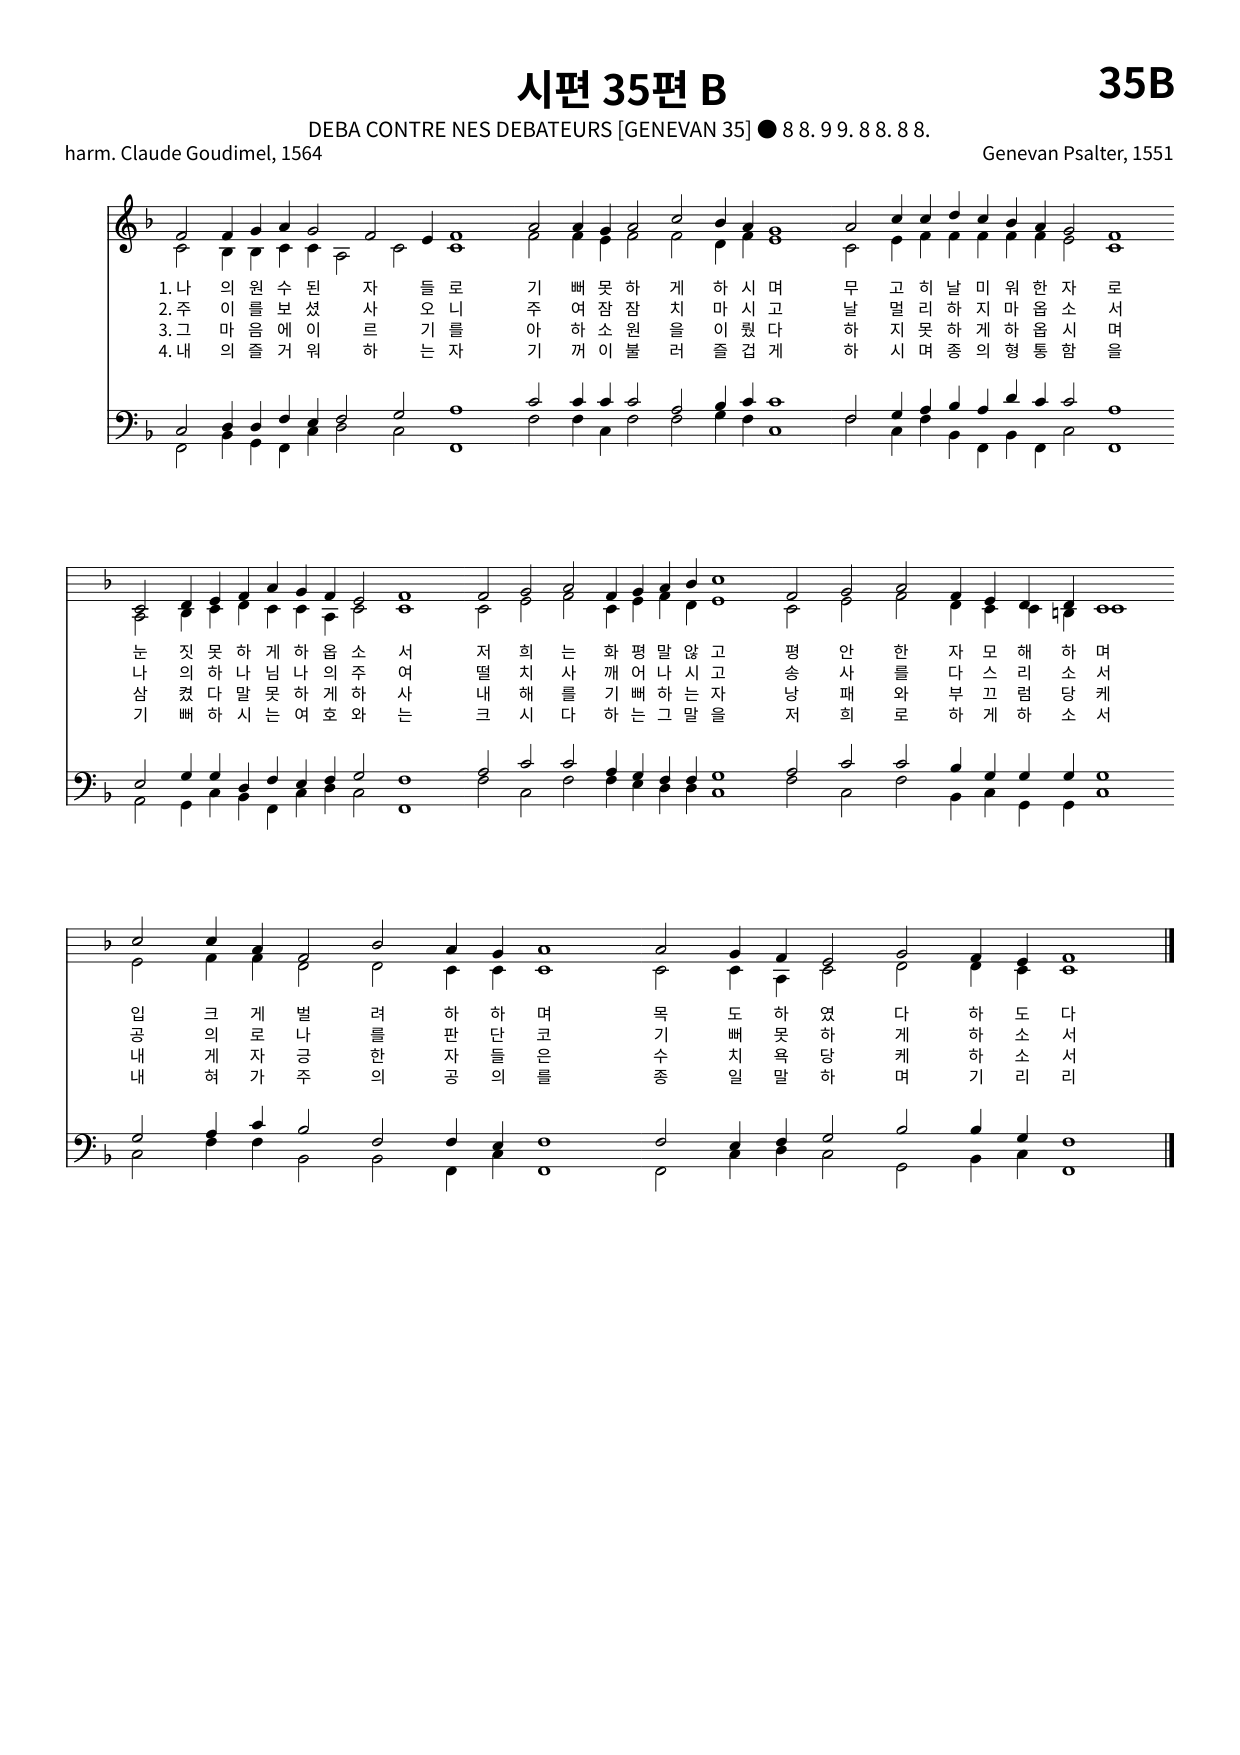 시편 35편 B
35B
DEBA CONTRE NES DEBATEURS [GENEVAN 35] ● 8 8. 9 9. 8 8. 8 8.
harm. Claude Goudimel, 1564
Genevan Psalter, 1551
1. 나 의 원 수 된 자 들 로 기 뻐 못 하 게 하 시 며 무 고 히 날 미 워 한 자 로
2. 주 이 를 보 셨 사 오 니 주 여 잠 잠 치 마 시 고 날 멀 리 하 지 마 옵 소 서
3. 그 마 음 에 이 르 기 를 아 하 소 원 을 이 뤘 다 하 지 못 하 게 하 옵 시 며
4. 내 의 즐 거 워 하 는 자 기 꺼 이 불 러 즐 겁 게 하 시 며 종 의 형 통 함 을
눈 짓 못 하 게 하 옵 소 서 저 희 는 화 평 말 않 고 평 안 한 자 모 해 하 며
나 의 하 나 님 나 의 주 여 떨 치 사 깨 어 나 시 고 송 사 를 다 스 리 소 서
삼 켰 다 말 못 하 게 하 사 내 해 를 기 뻐 하 는 자 낭 패 와 부 끄 럼 당 케
기 뻐 하 시 는 여 호 와 는 크 시 다 하 는 그 말 을 저 희 로 하 게 하 소 서
입 크 게 벌 려 하 하 며 목 도 하 였 다 하 도 다
공 의 로 나 를 판 단 코 기 뻐 못 하 게 하 소 서
내 게 자 긍 한 자 들 은 수 치 욕 당 케 하 소 서
내 혀 가 주 의 공 의 를 종 일 말 하 며 기 리 리